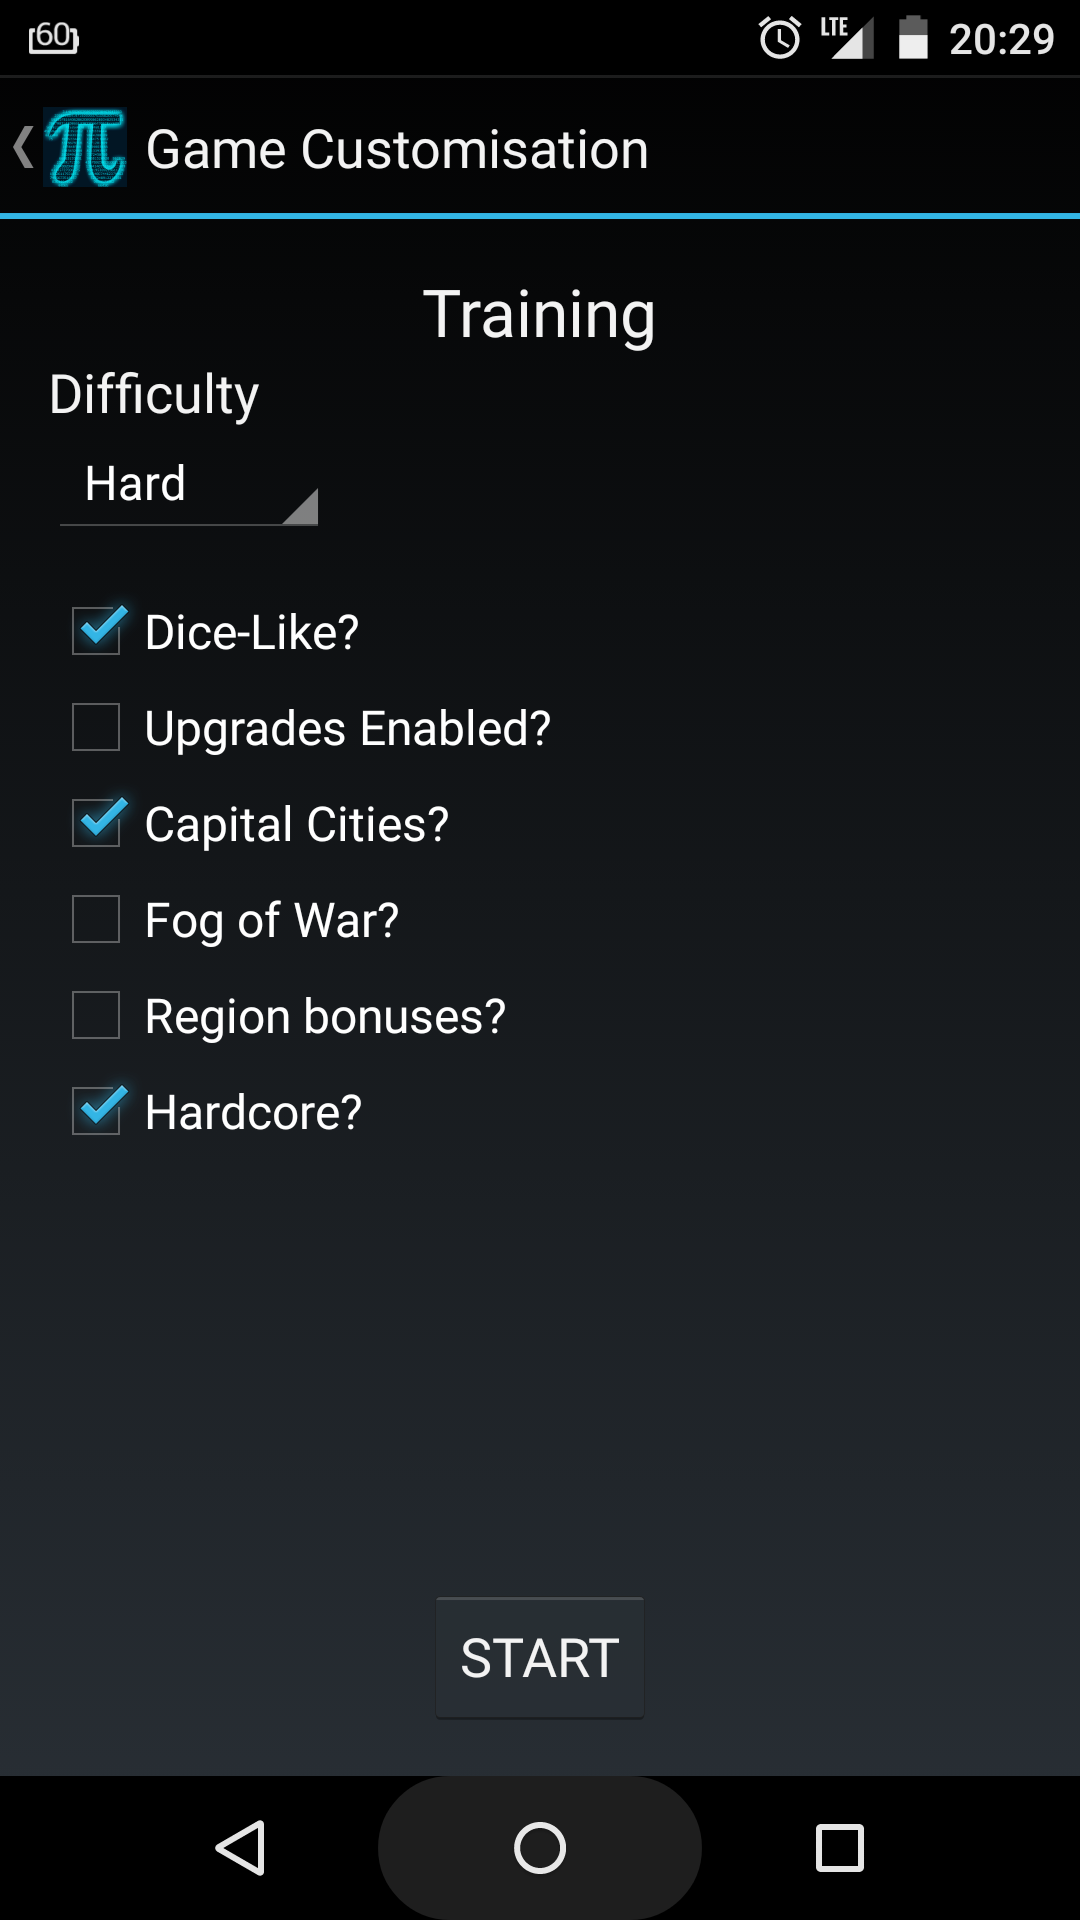 60
LTE
20:29
Game Customisation
Training
Difficulty
Hard
Dice-Like?
Upgrades Enabled?
Capital Cities?
Fog of War?
Region bonuses?
Hardcore?
START